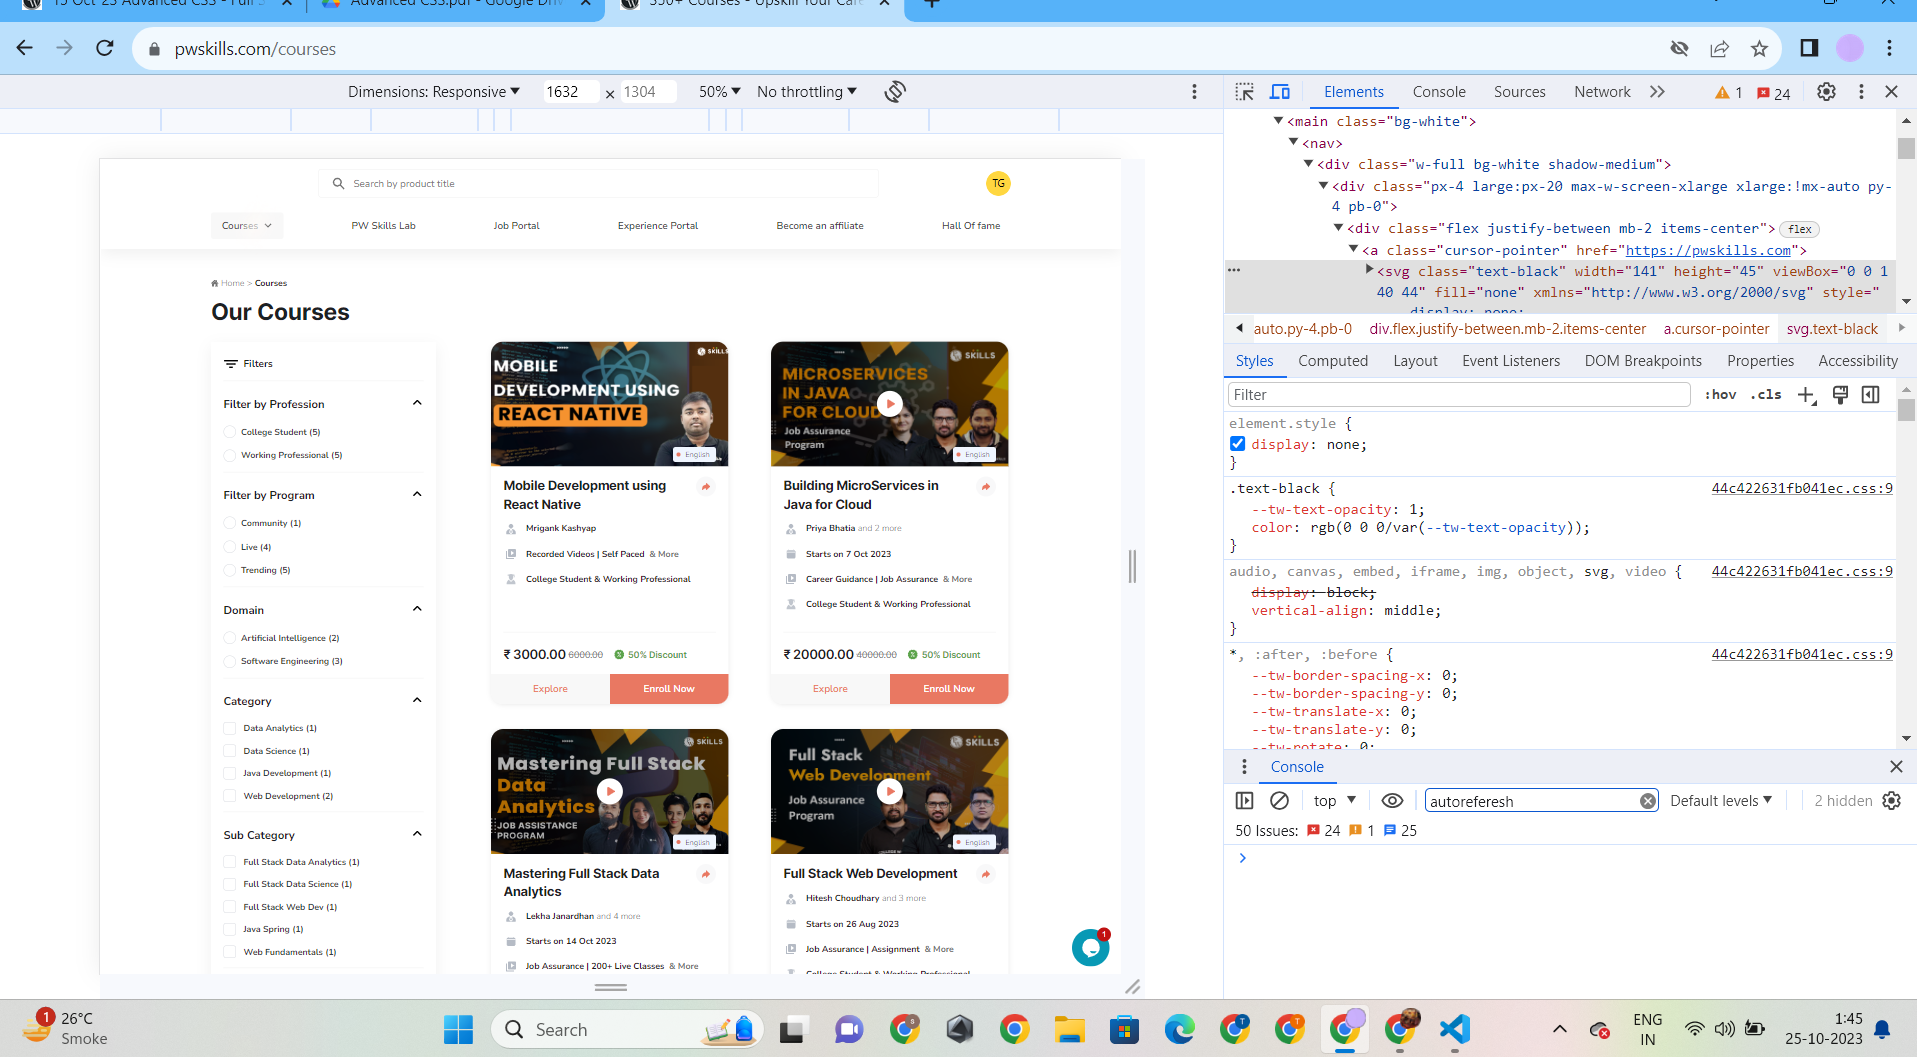 15 Oct 23 Advanced CSS - Full S
Advanced CSS.pdf - Google Driv
350+ Courses - Upskill Your Care
pwskills.com/courses
Dimensions: Responsive 1632 × 1304 50% No throttling
Elements Console Sources Network 1 24
<main class="bg-white">
<nav>
<div class="w-full bg-white shadow-medium">
<div class="px-4 large:px-20 max-w-screen-xlarge xlarge:!mx-auto py-
4 pb-0">
<div class="flex justify-between mb-2 items-center"> flex
<a class="cursor-pointer" href="https://pwskills.com">
<svg class="text-black" width="141" height="45" viewBox="0 0 1
40 44" fill="none" xmlns="http://www.w3.org/2000/svg" style="
display: none;
auto.py-4.pb-0 div.flex.justify-between.mb-2.items-center a.cursor-pointer svg.text-black
Styles Computed Layout Event Listeners DOM Breakpoints Properties Accessibility
Filter :hov .cls
element.style {
display: none;
}
.text-black { 44c422631fb041ec.css:9
--tw-text-opacity: 1;
color: rgb(0 0 0/var(--tw-text-opacity));
}
audio, canvas, embed, iframe, img, object, svg, video { 44c422631fb041ec.css:9
display: block;
vertical-align: middle;
}
*, :after, :before { 44c422631fb041ec.css:9
--tw-border-spacing-x: 0;
--tw-border-spacing-y: 0;
--tw-translate-x: 0;
--tw-translate-y: 0;
--tw-rotate: 0;
Console
top autoreferesh Default levels 2 hidden
50 Issues: 24 1 25
Search by product title
TG
Courses PW Skills Lab Job Portal Experience Portal Become an affiliate Hall Of fame
Home > Courses
Our Courses
Filters
Filter by Profession
College Student (5)
Working Professional (5)
Filter by Program
Community (1)
Live (4)
Trending (5)
Domain
Artificial Intelligence (2)
Software Engineering (3)
Category
Data Analytics (1)
Data Science (1)
Java Development (1)
Web Development (2)
Sub Category
Full Stack Data Analytics (1)
Full Stack Data Science (1)
Full Stack Web Dev (1)
Java Spring (1)
Web Fundamentals (1)
SKILLS
MOBILE
DEVELOPMENT USING
REACT NATIVE
English
Mobile Development using
React Native
Mrigank Kashyap
Recorded Videos | Self Paced & More
College Student & Working Professional
₹ 3000.00 6000.00 50% Discount
Explore Enroll Now
SKILLS
MICROSERVICES
IN JAVA
FOR CLOUD
Job Assurance
Program
English
Building MicroServices in
Java for Cloud
Priya Bhatia and 2 more
Starts on 7 Oct 2023
Career Guidance | Job Assurance & More
College Student & Working Professional
₹ 20000.00 40000.00 50% Discount
Explore Enroll Now
SKILLS
Mastering Full Stack
Data
Analytics
JOB ASSISTANCE
PROGRAM
English
Mastering Full Stack Data
Analytics
Lekha Janardhan and 4 more
Starts on 14 Oct 2023
Job Assurance | 200+ Live Classes & More
SKILLS
Full Stack
Web Development
Job Assurance
Program
English
Full Stack Web Development
Hitesh Choudhary and 3 more
Starts on 26 Aug 2023
Job Assurance | Assignment & More
College Student & Working Professional
1
1
26°C
Smoke
Search
ENG
IN
1:45
25-10-2023